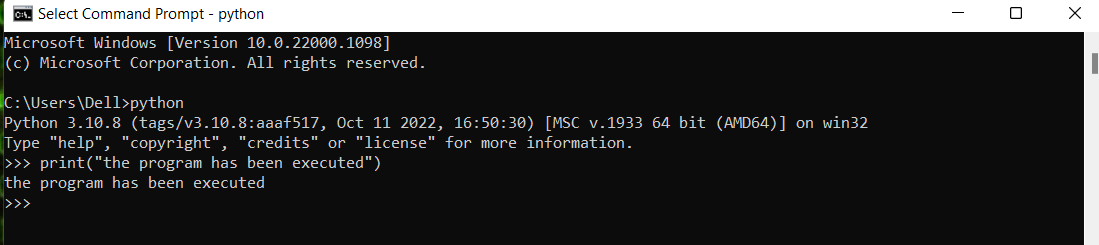 Select Command Prompt - python
Microsoft Windows [Version 10.0.22000.1098]
(c) Microsoft Corporation. All rights reserved.
C:\Users\Dell>python
Python 3.10.8 (tags/v3.10.8:aaaf517, Oct 11 2022, 16:50:30) [MSC v.1933 64 bit (AMD64)] on win32
Type "help", "copyright", "credits" or "license" for more information.
>>> print("the program has been executed")
the program has been executed
>>>